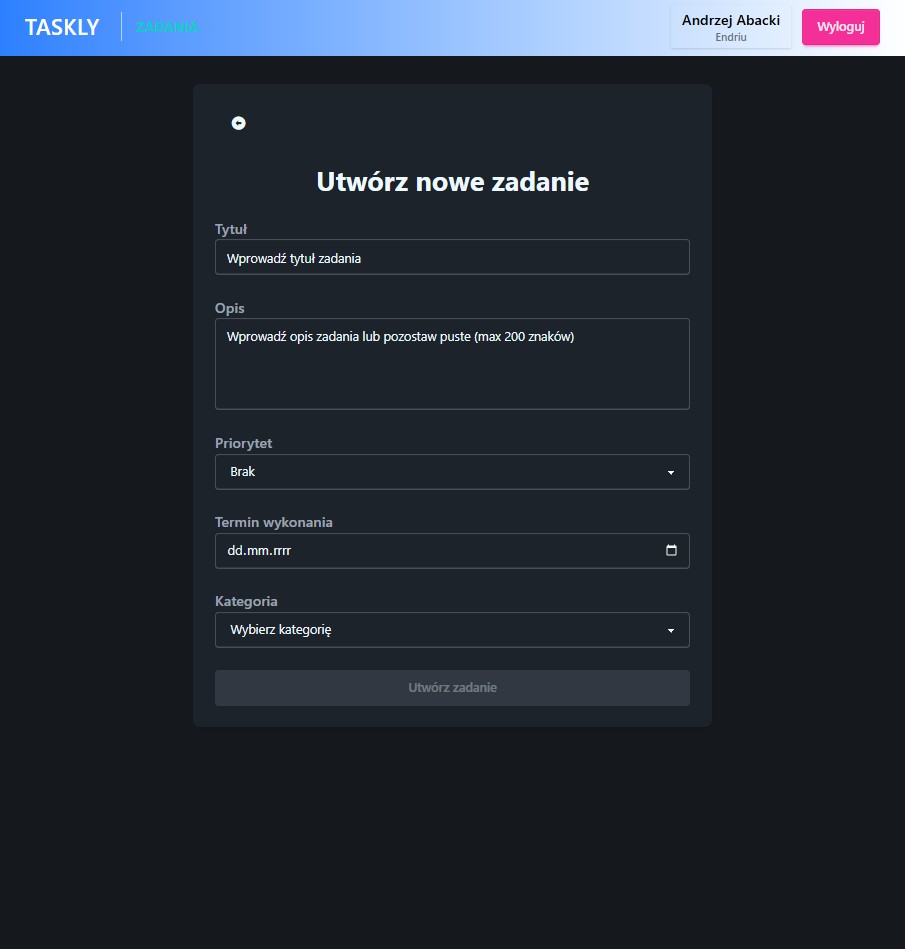 TASKLY
ZADANIA
Andrzej Abacki
Endriu
Wyloguj
Utwórz nowe zadanie
Tytuł
Wprowadź tytuł zadania
Opis
Wprowadź opis zadania lub pozostaw puste (max 200 znaków)
Priorytet
Brak
Termin wykonania
dd.mm.rrrr
Kategoria
Wybierz kategorię
Utwórz zadanie